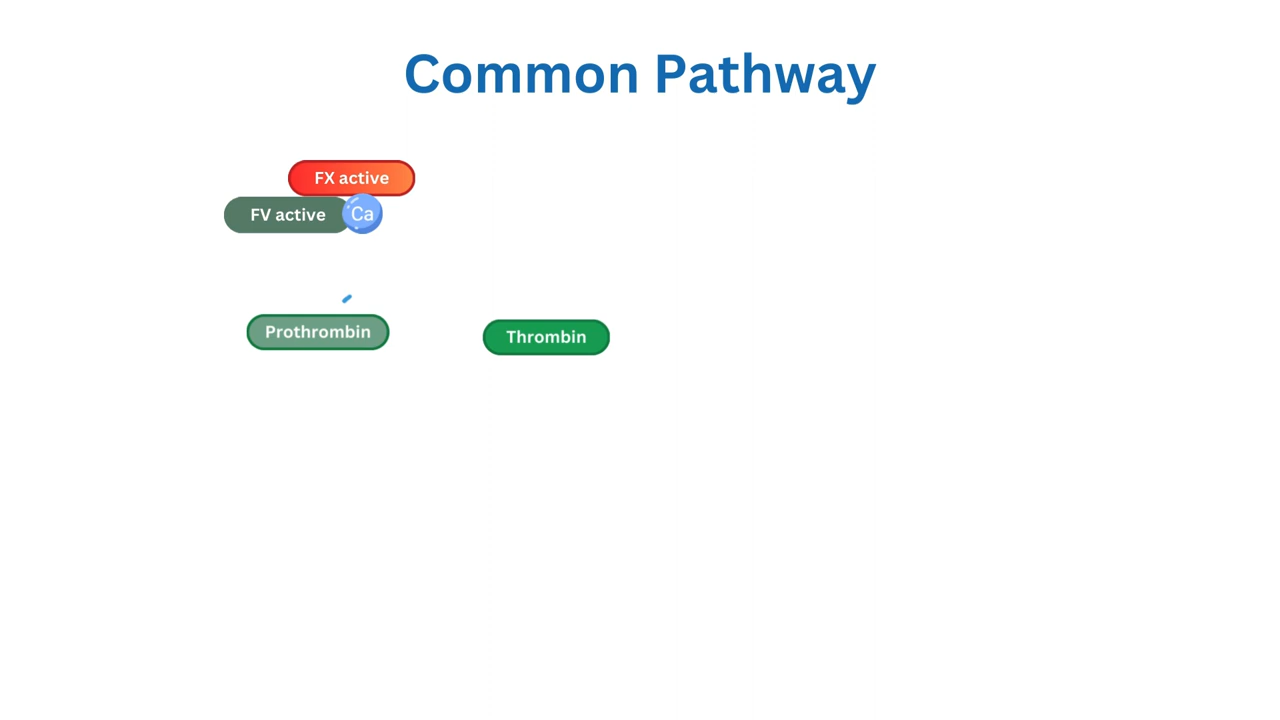 Common Pathway
FX active
FV active
Ca
Prothrombin
Thrombin